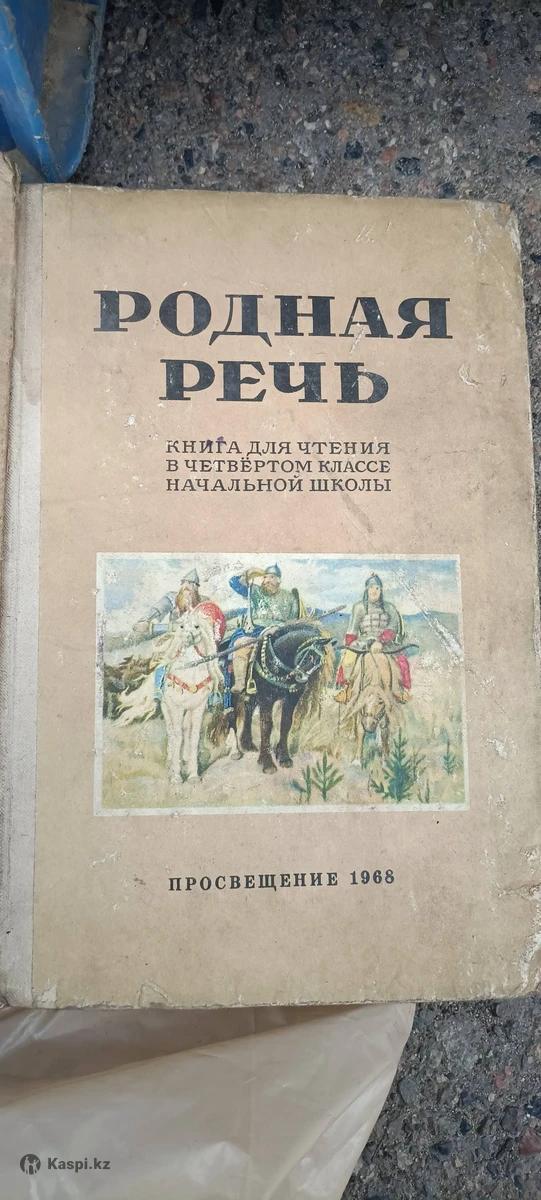 РОДНАЯ
РЕЧЬ
КНИГА ДЛЯ ЧТЕНИЯ
В ЧЕТВЁРТОМ КЛАССЕ
НАЧАЛЬНОЙ ШКОЛЫ
ПРОСВЕЩЕНИЕ 1968
Kaspi.kz